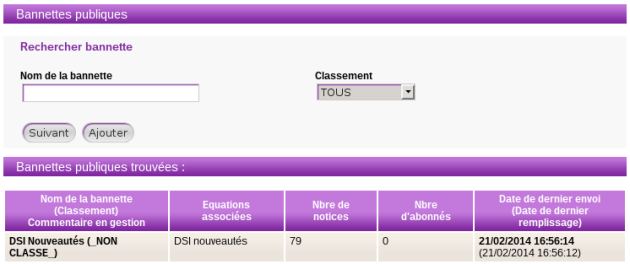 Bannettes publiques
Rechercher bannette
Nom de la bannette
Classement
TOUS
Suivant
Ajouter
Bannettes publiques trouvées :
Nom de la bannette
(Classement)
Commentaire en gestion
Equations
associées
Nbre de
notices
Nbre
d'abonnés
Date de dernier envoi
(Date de dernier
remplissage)
DSI Nouveautés (_NON
CLASSE_)
DSI nouveautés
79
0
21/02/2014 16:56:14
(21/02/2014 16:56:12)